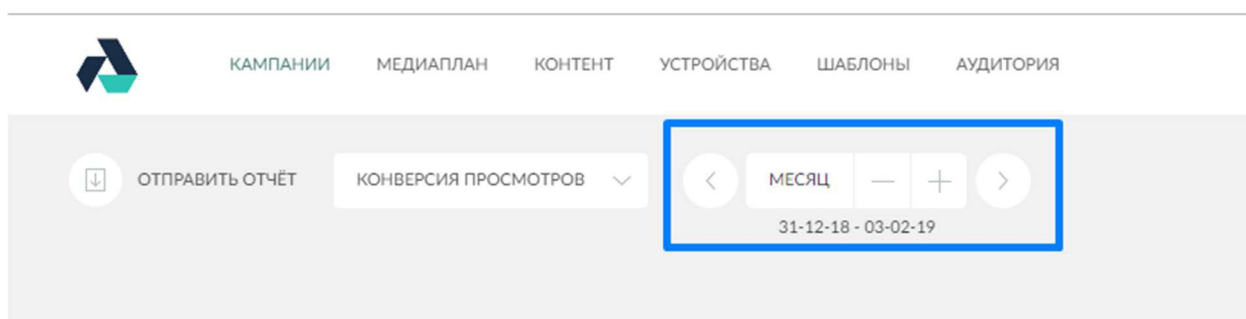 КАМПАНИИ МЕДИАПЛАН КОНТЕНТ УСТРОЙСТВА ШАБЛОНЫ АУДИТОРИЯ
ОТПРАВИТЬ ОТЧЁТ КОНВЕРСИЯ ПРОСМОТРОВ МЕСЯЦ
31-12-18 - 03-02-19